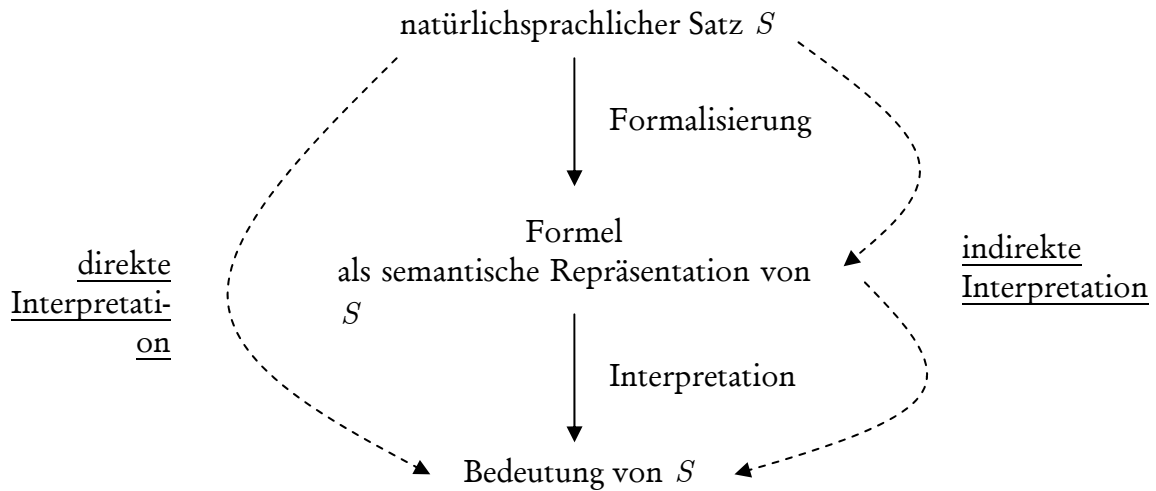 natürlichsprachlicher Satz S
Formalisierung
Formel
als semantische Repräsentation von
S
direkte
Interpretati-
on
indirekte
Interpretation
Interpretation
Bedeutung von S